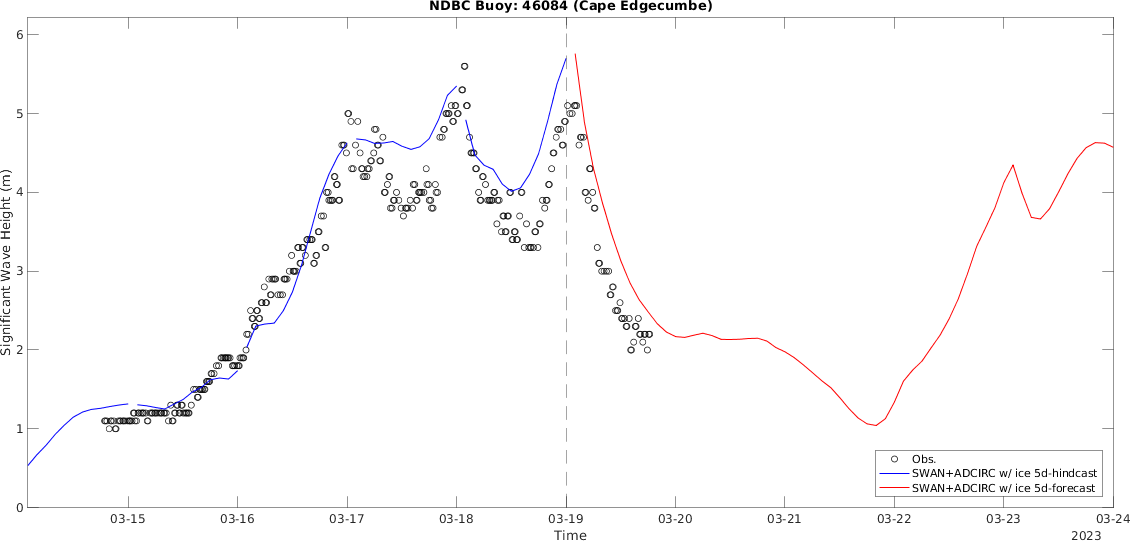 NDBC Buoy: 46084 (Cape Edgecumbe)
Significant Wave Height (m)
6
5
4
3
2
1
0
Obs.
SWAN+ADCIRC w/ ice 5d-hindcast
SWAN+ADCIRC w/ ice 5d-forecast
03-15 03-16 03-17 03-18 03-19 03-20 03-21 03-22 03-23 03-24
Time 2023